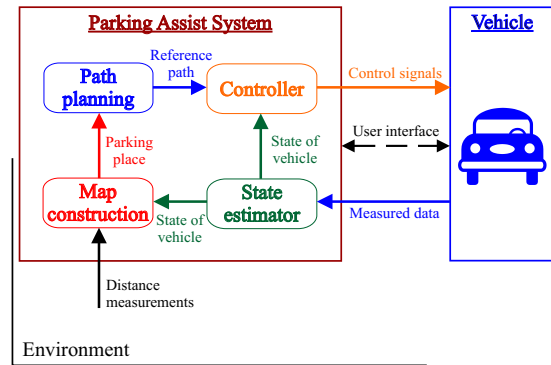 Parking Assist System
Vehicle
Path
planning
Reference
path
Controller
Control signals
Parking
place
State of
vehicle
User interface
Map
construction
State of
vehicle
State
estimator
Measured data
Distance
measurements
Environment